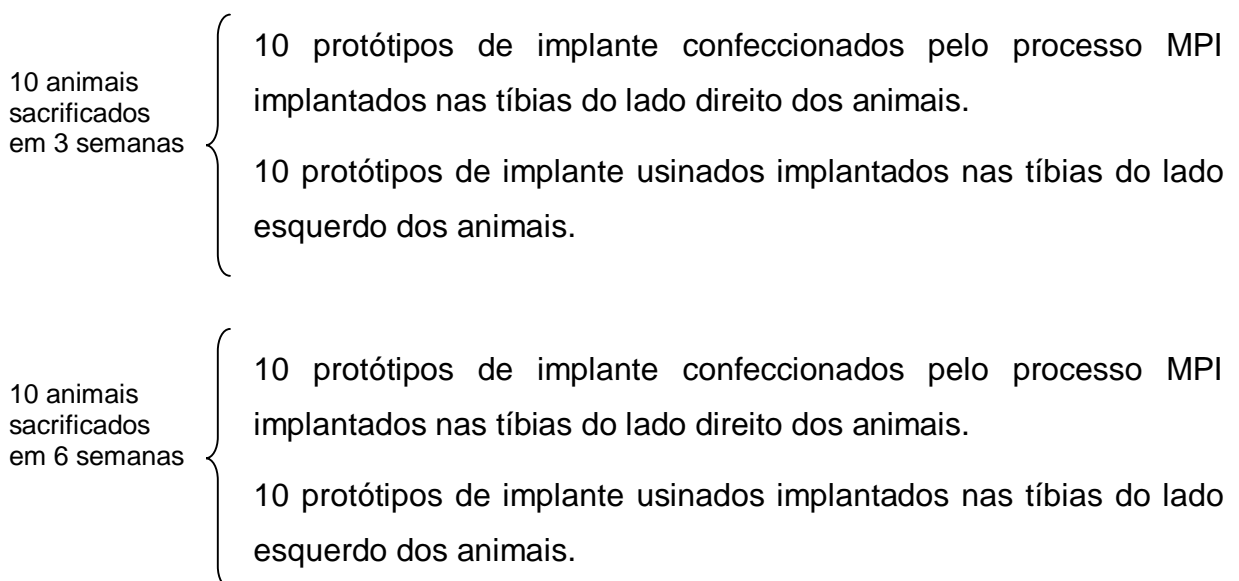 10 animais
sacrificados
em 3 semanas
10 protótipos de implante confeccionados pelo processo MPI
implantados nas tíbias do lado direito dos animais.
10 protótipos de implante usinados implantados nas tíbias do lado
esquerdo dos animais.
10 animais
sacrificados
em 6 semanas
10 protótipos de implante confeccionados pelo processo MPI
implantados nas tíbias do lado direito dos animais.
10 protótipos de implante usinados implantados nas tíbias do lado
esquerdo dos animais.